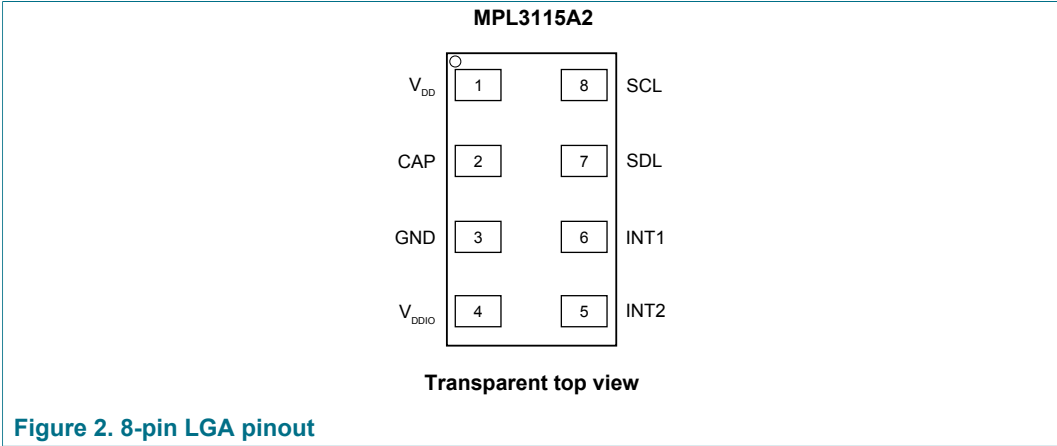 MPL3115A2
VDD 1 8 SCL
CAP 2 7 SDL
GND 3 6 INT1
VDDIO 4 5 INT2
Transparent top view
Figure 2. 8-pin LGA pinout